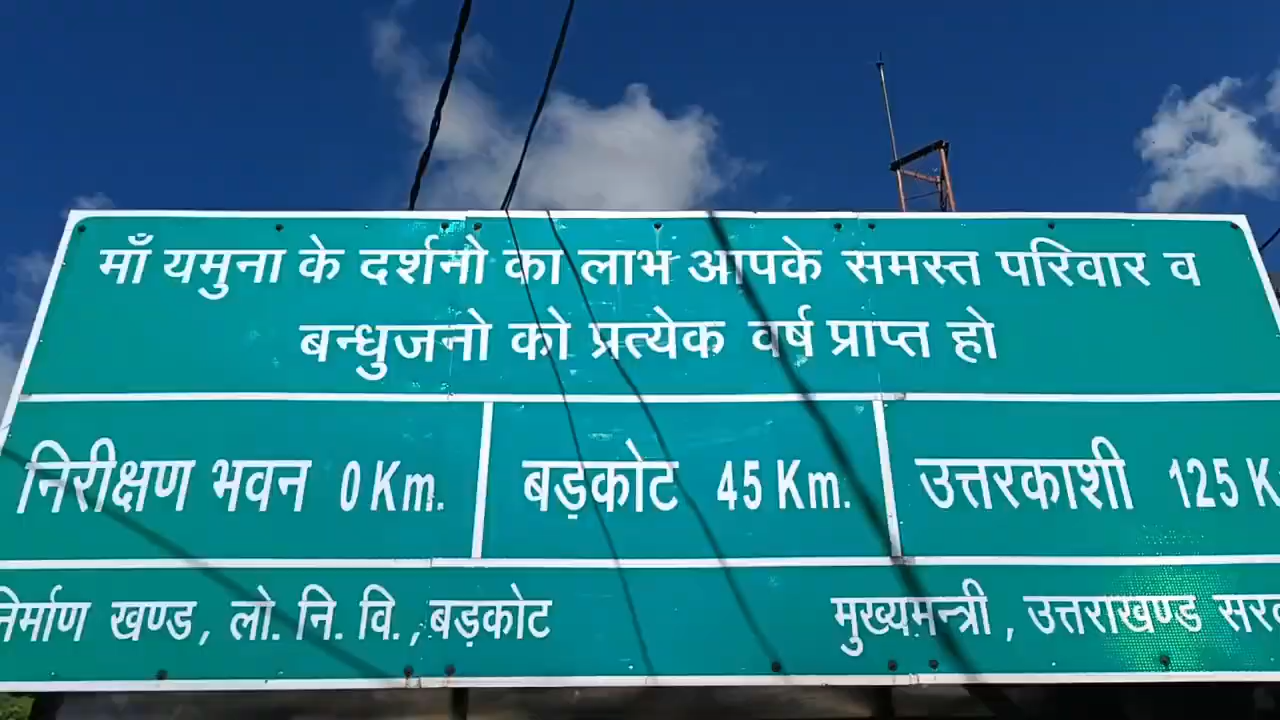 माँ यमुना के दर्शनो का लाभ आपके समस्त परिवार व
बन्धुजनो को प्रत्येक वर्ष प्राप्त हो
निरीक्षण भवन 0 Km.
बड़कोट 45 Km.
उत्तरकाशी 125 K
निर्माण खण्ड, लो. नि. वि., बड़कोट
मुख्यमन्त्री, उत्तराखण्ड